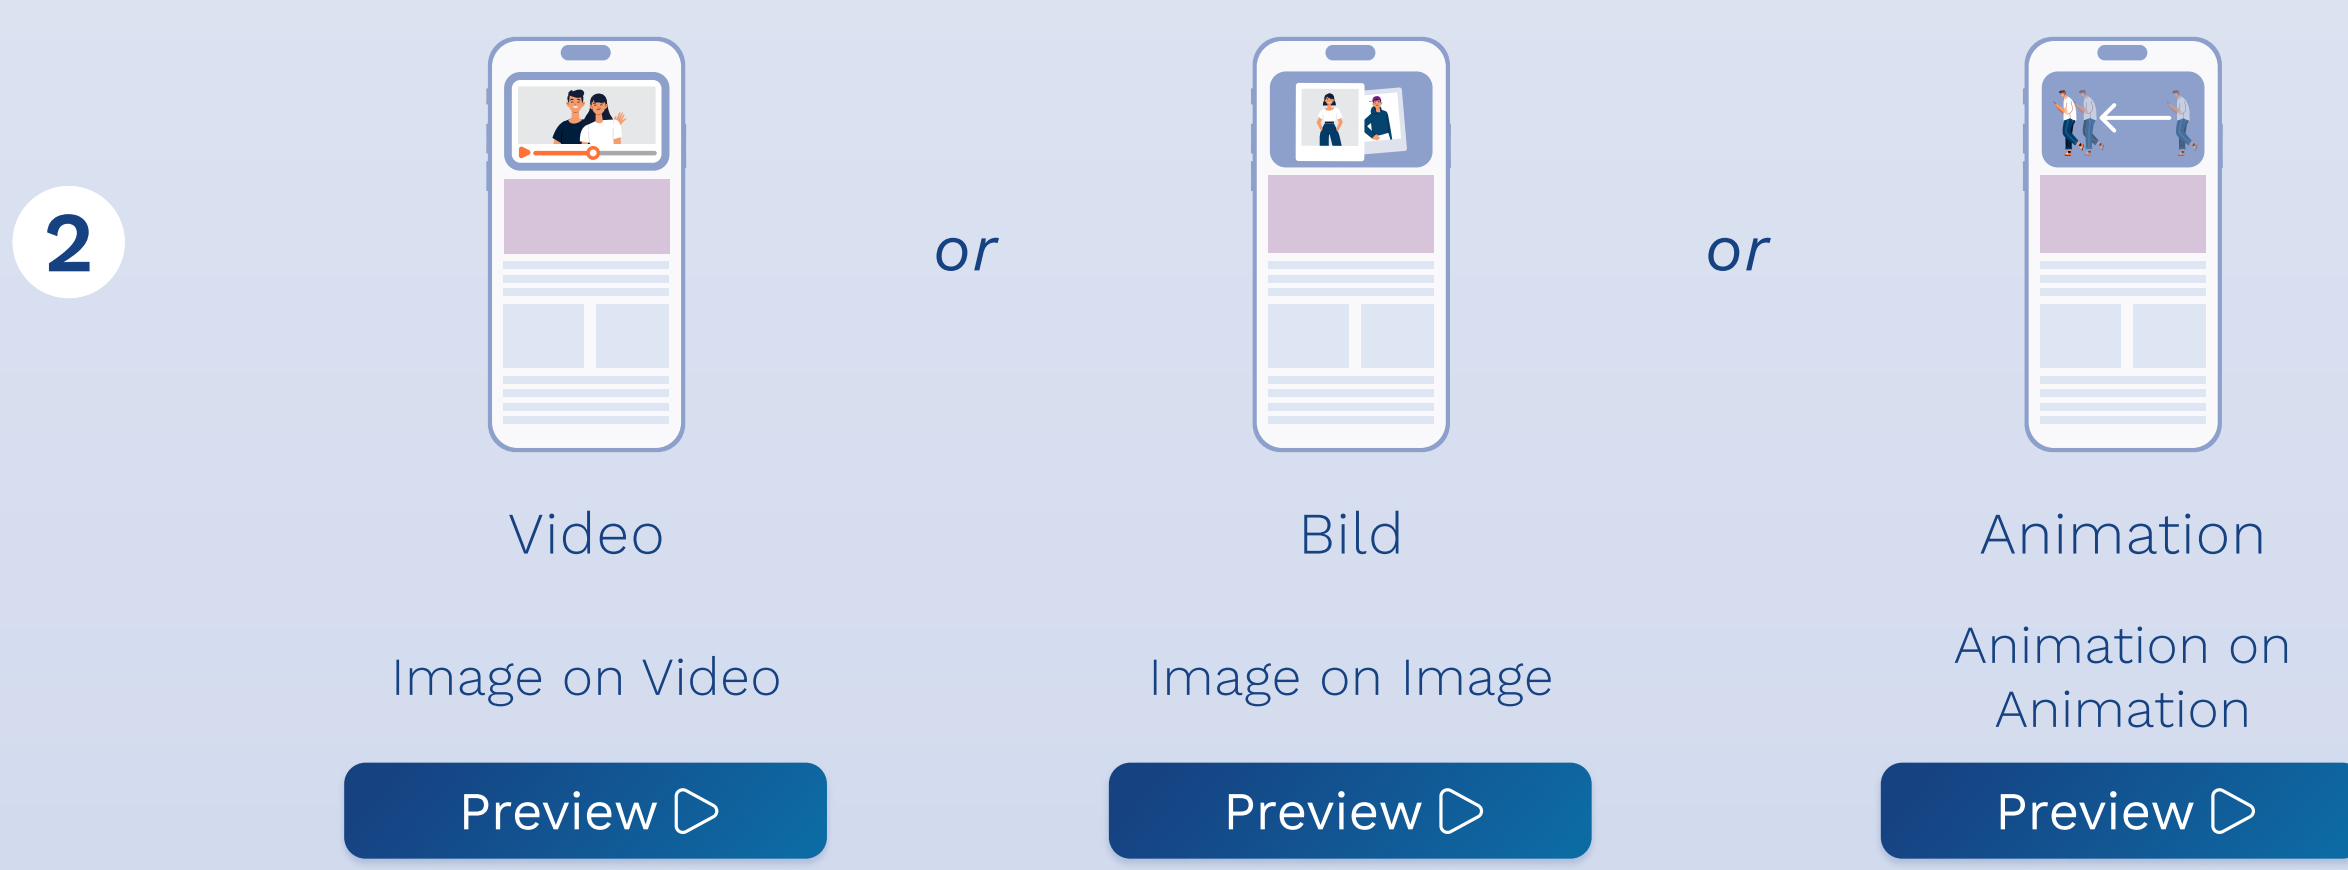 2
or
or
Video
Bild
Animation
Image on Video
Image on Image
Animation on
Animation
Preview
Preview
Preview